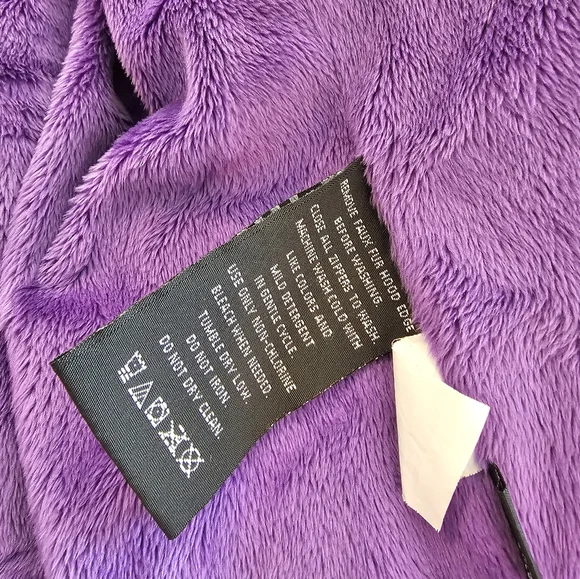 REMOVE FAUX FUR HOOD EDGE
BEFORE WASHING
CLOSE ALL ZIPPERS TO WASH
MACHINE WASH COLD WITH
LIKE COLORS AND
MILD DETERGENT
IN GENTLE CYCLE
USE ONLY NON-CHLORINE
BLEACH WHEN NEEDED.
TUMBLE DRY LOW.
DO NOT IRON.
DO NOT DRY CLEAN.